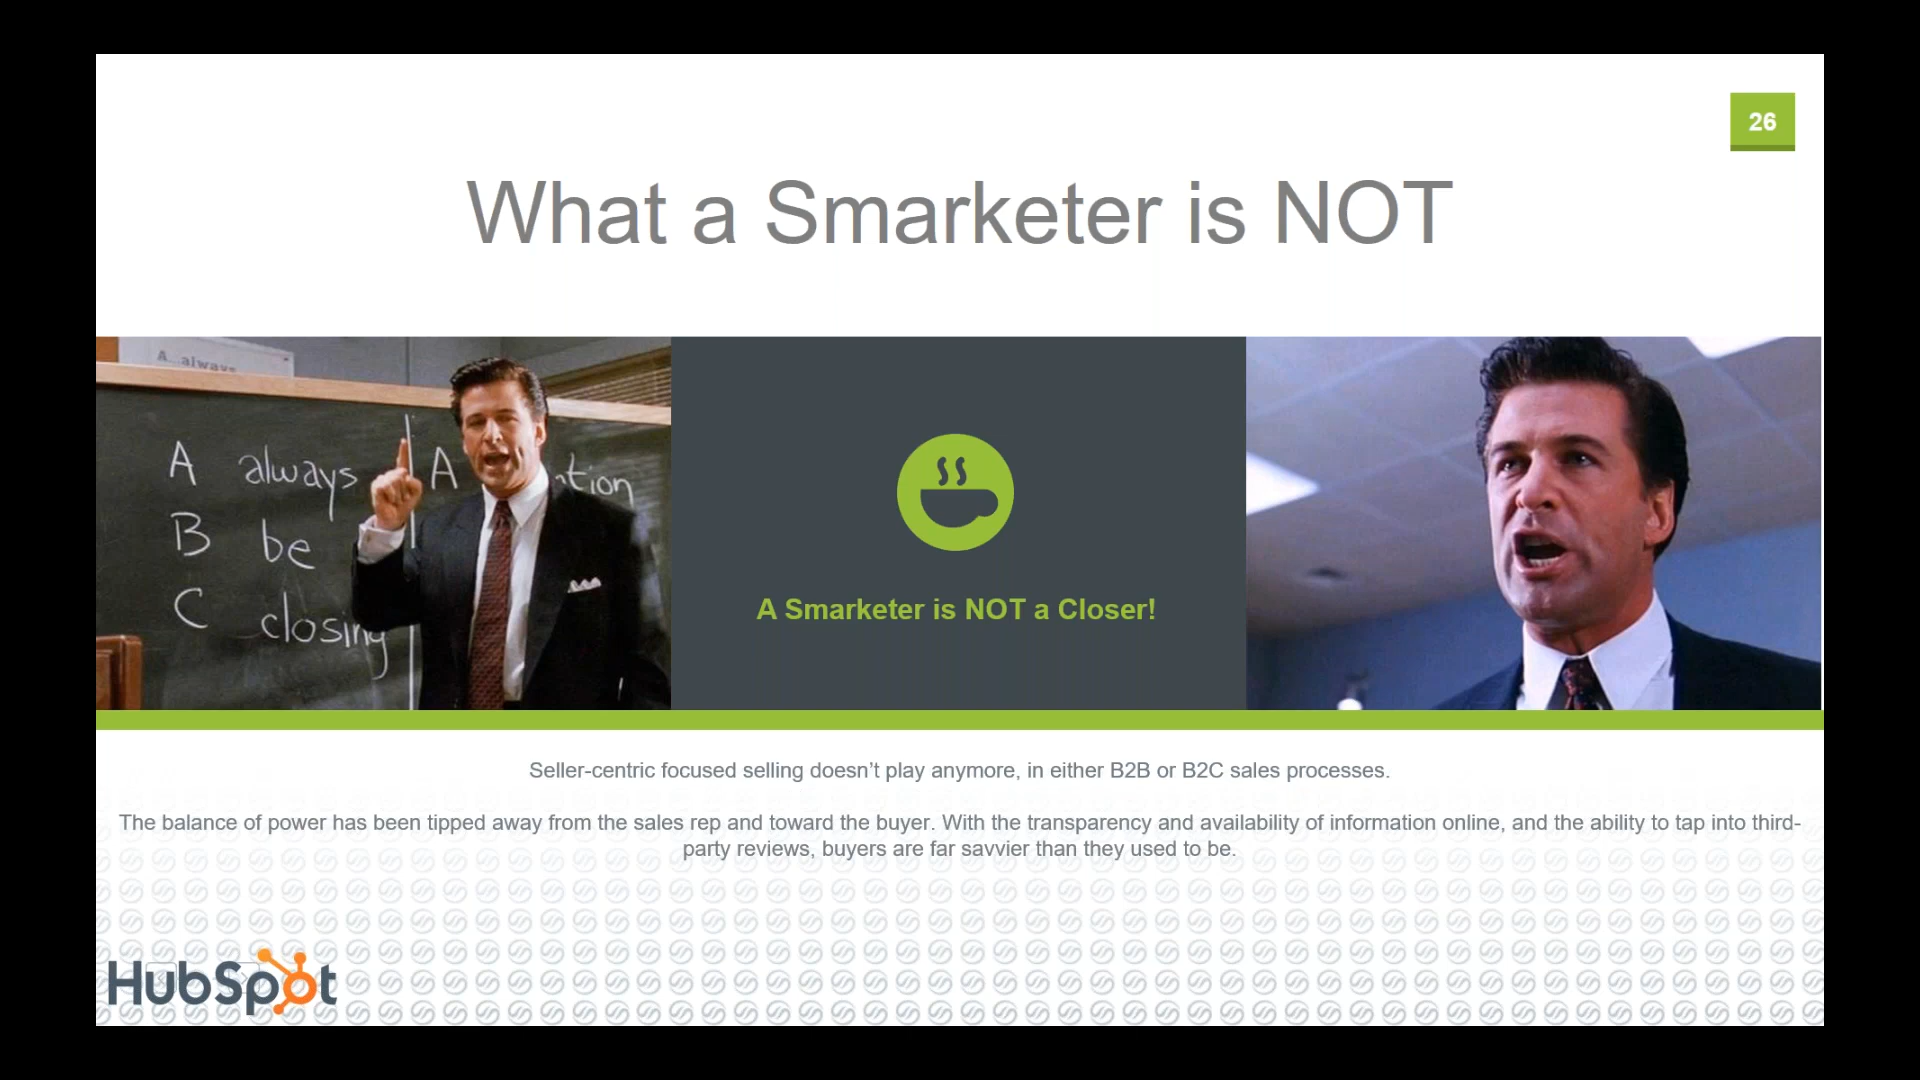 26
What a Smarketer is NOT
A...always
A always A
B be
C closing
A Smarketer is NOT a Closer!
Seller-centric focused selling doesn’t play anymore, in either B2B or B2C sales processes.
The balance of power has been tipped away from the sales rep and toward the buyer. With the transparency and availability of information online, and the ability to tap into third-
party reviews, buyers are far savvier than they used to be.
HubSpot